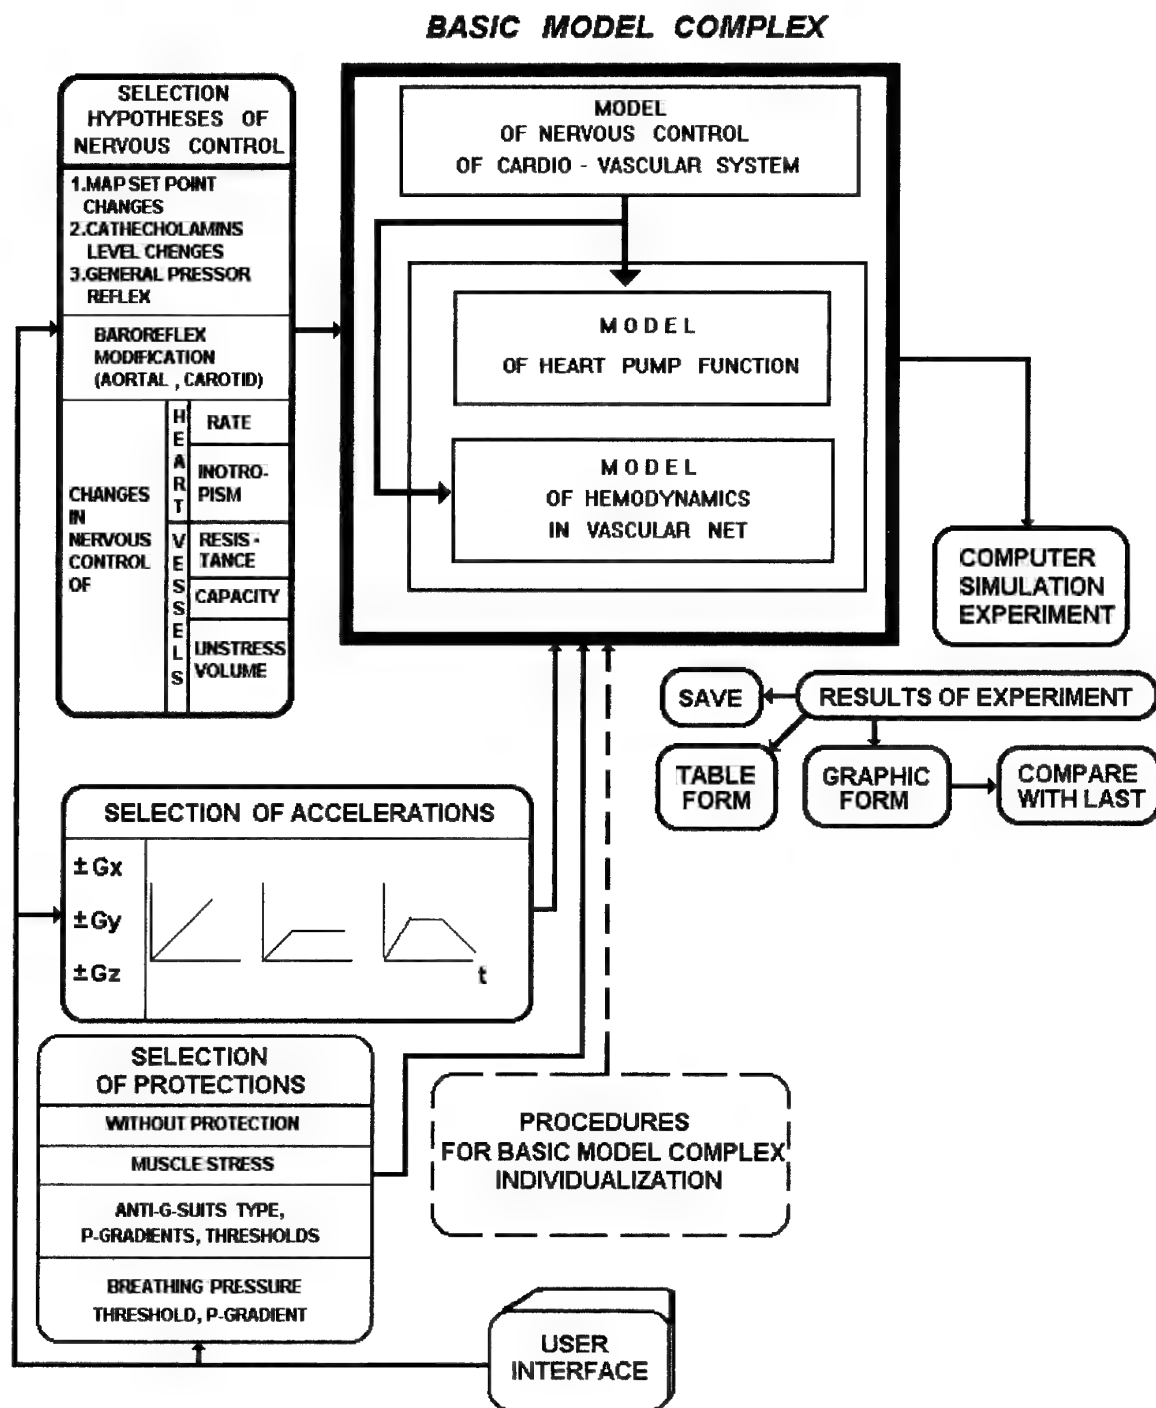 BASIC MODEL COMPLEX
SELECTION
HYPOTHESES OF
NERVOUS CONTROL
1.MAP SET POINT
CHANGES
2.CATHECHOLAMINS
LEVEL CHENGES
3.GENERAL PRESSOR
REFLEX
BAROREFLEX
MODIFICATION
(AORTAL , CAROTID)
CHANGES
IN
NERVOUS
CONTROL
OF
HEART
RATE
INOTRO-
PISM
VESSELS
RESIS -
TANCE
CAPACITY
UNSTRESS
VOLUME
MODEL
OF NERVOUS CONTROL
OF CARDIO - VASCULAR SYSTEM
MODEL
OF HEART PUMP FUNCTION
MODEL
OF HEMODYNAMICS
IN VASCULAR NET
COMPUTER
SIMULATION
EXPERIMENT
SAVE
RESULTS OF EXPERIMENT
TABLE
FORM
GRAPHIC
FORM
COMPARE
WITH LAST
SELECTION OF ACCELERATIONS
±Gx
±Gy
±Gz
t
SELECTION
OF PROTECTIONS
WITHOUT PROTECTION
MUSCLE STRESS
ANTI-G-SUITS TYPE,
P-GRADIENTS, THRESHOLDS
BREATHING PRESSURE
THRESHOLD, P-GRADIENT
PROCEDURES
FOR BASIC MODEL COMPLEX
INDIVIDUALIZATION
USER
INTERFACE